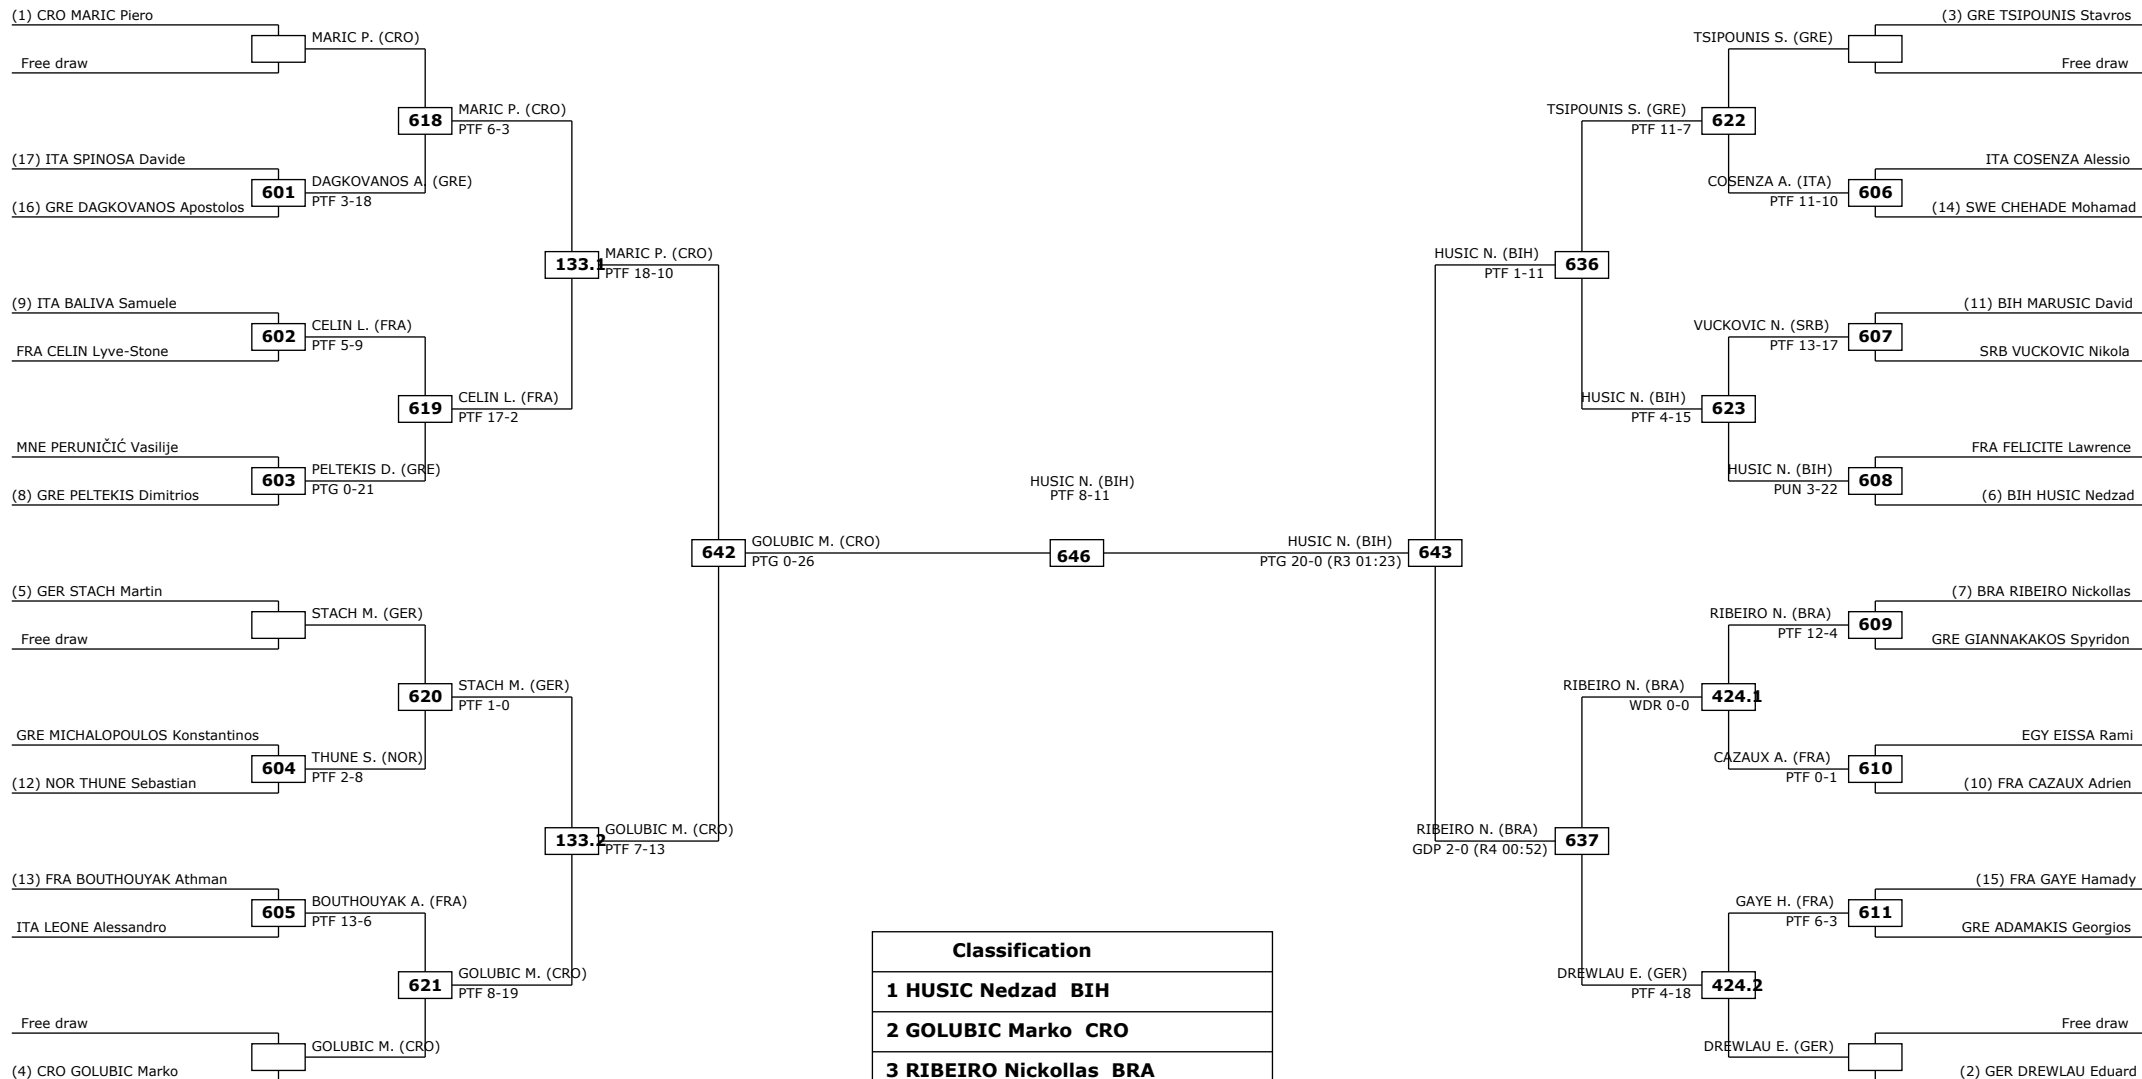 (1) CRO MARIC Piero
MARIC P. (CRO)
Free draw
618
MARIC P. (CRO)
PTF 6-3
(17) ITA SPINOSA Davide
601
DAGKOVANOS A. (GRE)
PTF 3-18
(16) GRE DAGKOVANOS Apostolos
133.1
MARIC P. (CRO)
PTF 18-10
(9) ITA BALIVA Samuele
602
CELIN L. (FRA)
PTF 5-9
FRA CELIN Lyve-Stone
619
CELIN L. (FRA)
PTF 17-2
MNE PERUNIČIĆ Vasilije
603
PELTEKIS D. (GRE)
PTG 0-21
(8) GRE PELTEKIS Dimitrios
642
GOLUBIC M. (CRO)
PTG 0-26
(5) GER STACH Martin
STACH M. (GER)
Free draw
620
STACH M. (GER)
PTF 1-0
GRE MICHALOPOULOS Konstantinos
604
THUNE S. (NOR)
PTF 2-8
(12) NOR THUNE Sebastian
133.2
GOLUBIC M. (CRO)
PTF 7-13
(13) FRA BOUTHOUYAK Athman
605
BOUTHOUYAK A. (FRA)
PTF 13-6
ITA LEONE Alessandro
621
GOLUBIC M. (CRO)
PTF 8-19
Free draw
GOLUBIC M. (CRO)
(4) CRO GOLUBIC Marko
HUSIC N. (BIH)
PTF 8-11
646
Classification
1 HUSIC Nedzad BIH
2 GOLUBIC Marko CRO
3 RIBEIRO Nickollas BRA
(3) GRE TSIPOUNIS Stavros
TSIPOUNIS S. (GRE)
Free draw
TSIPOUNIS S. (GRE)
PTF 11-7
622
ITA COSENZA Alessio
COSENZA A. (ITA)
PTF 11-10
606
(14) SWE CHEHADE Mohamad
HUSIC N. (BIH)
PTF 1-11
636
(11) BIH MARUSIC David
VUCKOVIC N. (SRB)
PTF 13-17
607
SRB VUCKOVIC Nikola
HUSIC N. (BIH)
PTF 4-15
623
FRA FELICITE Lawrence
HUSIC N. (BIH)
PUN 3-22
608
(6) BIH HUSIC Nedzad
HUSIC N. (BIH)
PTG 20-0 (R3 01:23)
643
(7) BRA RIBEIRO Nickollas
RIBEIRO N. (BRA)
PTF 12-4
609
GRE GIANNAKAKOS Spyridon
RIBEIRO N. (BRA)
WDR 0-0
424.1
EGY EISSA Rami
CAZAUX A. (FRA)
PTF 0-1
610
(10) FRA CAZAUX Adrien
RIBEIRO N. (BRA)
GDP 2-0 (R4 00:52)
637
(15) FRA GAYE Hamady
GAYE H. (FRA)
PTF 6-3
611
GRE ADAMAKIS Georgios
DREWLAU E. (GER)
PTF 4-18
424.2
Free draw
DREWLAU E. (GER)
(2) GER DREWLAU Eduard